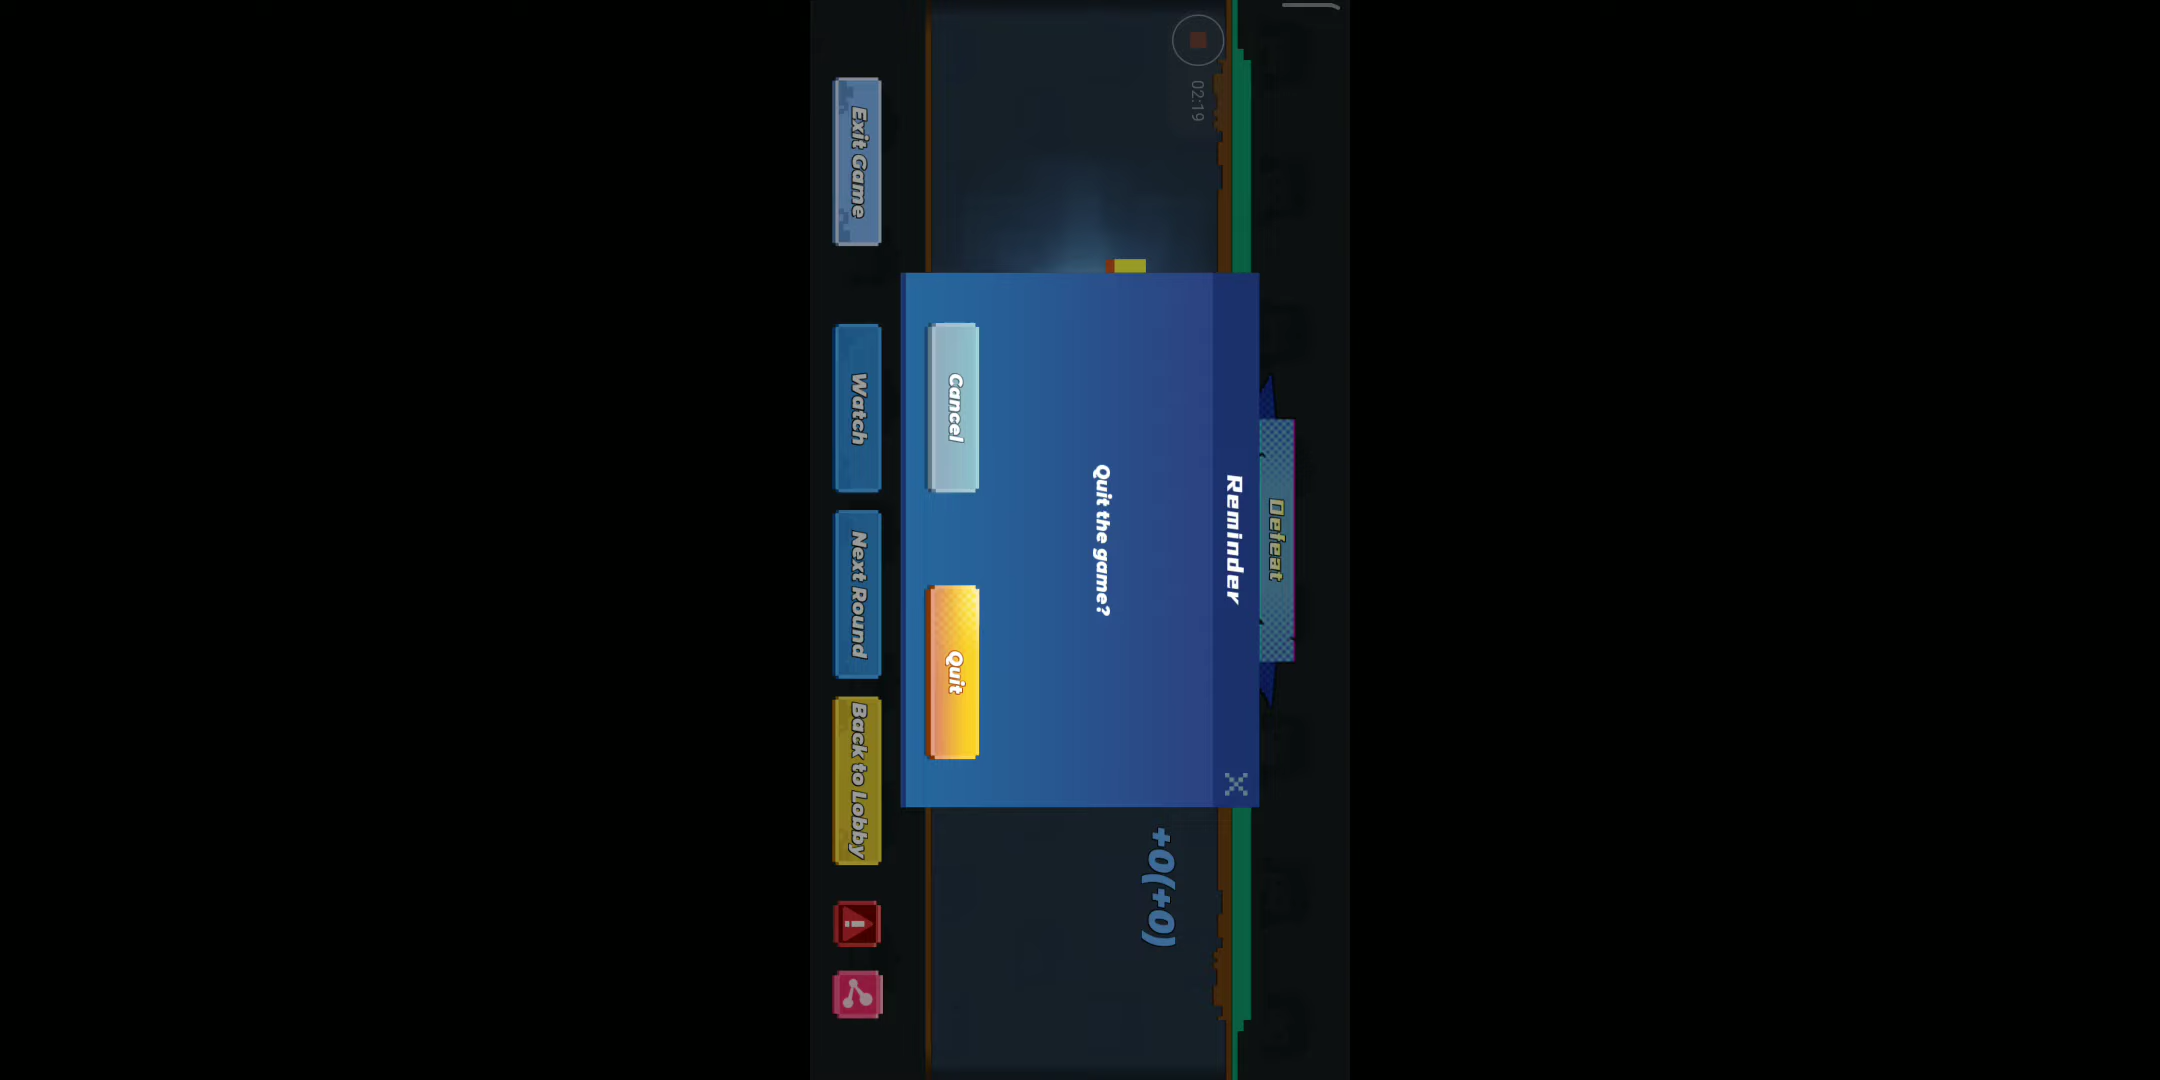 Defeat
Reminder
02:19
+0(+0)
Quit the game?
Cancel
Quit
Exit Game
Watch
Next Round
Back to Lobby